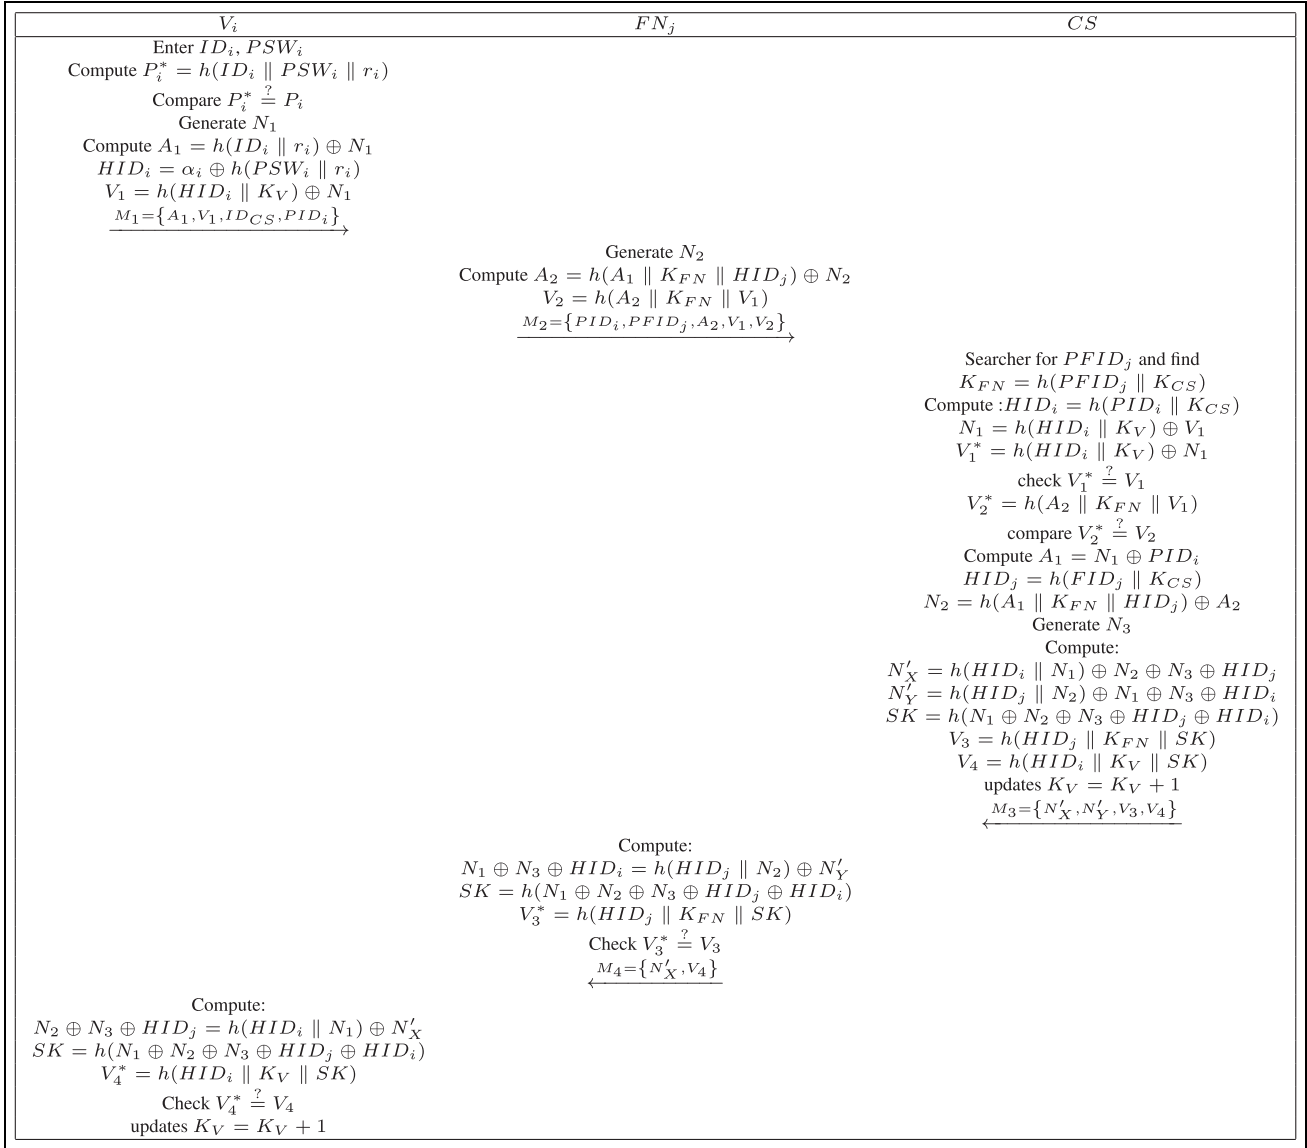 V_i FN_j CS
Enter ID_i, PSW_i
Compute P_i^* = h(ID_i ∥ PSW_i ∥ r_i)
Compare P_i^* ≟ P_i
Generate N_1
Compute A_1 = h(ID_i ∥ r_i) ⊕ N_1
HID_i = α_i ⊕ h(PSW_i ∥ r_i)
V_1 = h(HID_i ∥ K_V) ⊕ N_1
M_1={A_1,V_1,ID_CS,PID_i}
Generate N_2
Compute A_2 = h(A_1 ∥ K_FN ∥ HID_j) ⊕ N_2
V_2 = h(A_2 ∥ K_FN ∥ V_1)
M_2={PID_i,PFID_j,A_2,V_1,V_2}
Searcher for PFID_j and find
K_FN = h(PFID_j ∥ K_CS)
Compute :HID_i = h(PID_i ∥ K_CS)
N_1 = h(HID_i ∥ K_V) ⊕ V_1
V_1^* = h(HID_i ∥ K_V) ⊕ N_1
check V_1^* ≟ V_1
V_2^* = h(A_2 ∥ K_FN ∥ V_1)
compare V_2^* ≟ V_2
Compute A_1 = N_1 ⊕ PID_i
HID_j = h(FID_j ∥ K_CS)
N_2 = h(A_1 ∥ K_FN ∥ HID_j) ⊕ A_2
Generate N_3
Compute:
N'_X = h(HID_i ∥ N_1) ⊕ N_2 ⊕ N_3 ⊕ HID_j
N'_Y = h(HID_j ∥ N_2) ⊕ N_1 ⊕ N_3 ⊕ HID_i
SK = h(N_1 ⊕ N_2 ⊕ N_3 ⊕ HID_j ⊕ HID_i)
V_3 = h(HID_j ∥ K_FN ∥ SK)
V_4 = h(HID_i ∥ K_V ∥ SK)
updates K_V = K_V + 1
M_3={N'_X,N'_Y,V_3,V_4}
Compute:
N_1 ⊕ N_3 ⊕ HID_i = h(HID_j ∥ N_2) ⊕ N'_Y
SK = h(N_1 ⊕ N_2 ⊕ N_3 ⊕ HID_j ⊕ HID_i)
V_3^* = h(HID_j ∥ K_FN ∥ SK)
Check V_3^* ≟ V_3
M_4={N'_X,V_4}
Compute:
N_2 ⊕ N_3 ⊕ HID_j = h(HID_i ∥ N_1) ⊕ N'_X
SK = h(N_1 ⊕ N_2 ⊕ N_3 ⊕ HID_j ⊕ HID_i)
V_4^* = h(HID_i ∥ K_V ∥ SK)
Check V_4^* ≟ V_4
updates K_V = K_V + 1